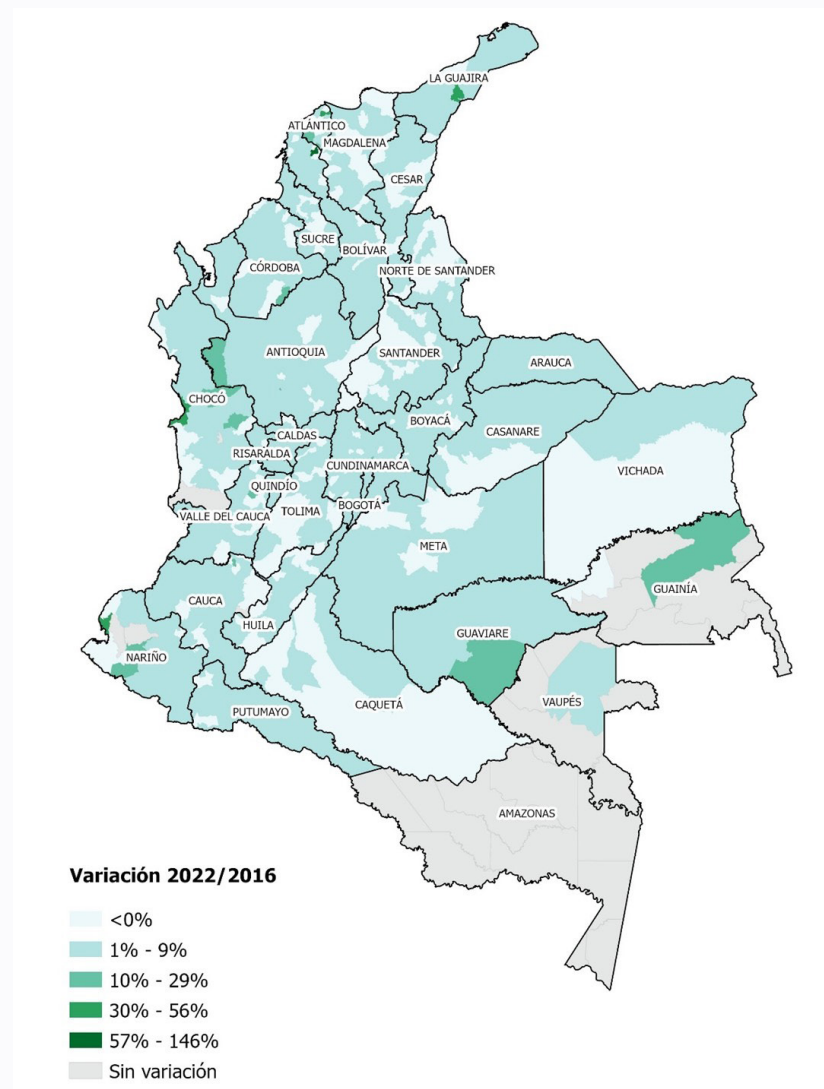 LA GUAJIRA
ATLÁNTICO
MAGDALENA
CESAR
SUCRE
BOLÍVAR
CÓRDOBA
NORTE DE SANTANDER
ANTIOQUIA
SANTANDER
ARAUCA
CHOCÓ
BOYACÁ
CALDAS
CASANARE
RISARALDA
CUNDINAMARCA
VICHADA
QUINDÍO
BOGOTÁ
VALLE DEL CAUCA
TOLIMA
META
GUAINÍA
CAUCA
HUILA
GUAVIARE
NARIÑO
VAUPÉS
PUTUMAYO
CAQUETÁ
AMAZONAS
Variación 2022/2016
<0%
1% - 9%
10% - 29%
30% - 56%
57% - 146%
Sin variación